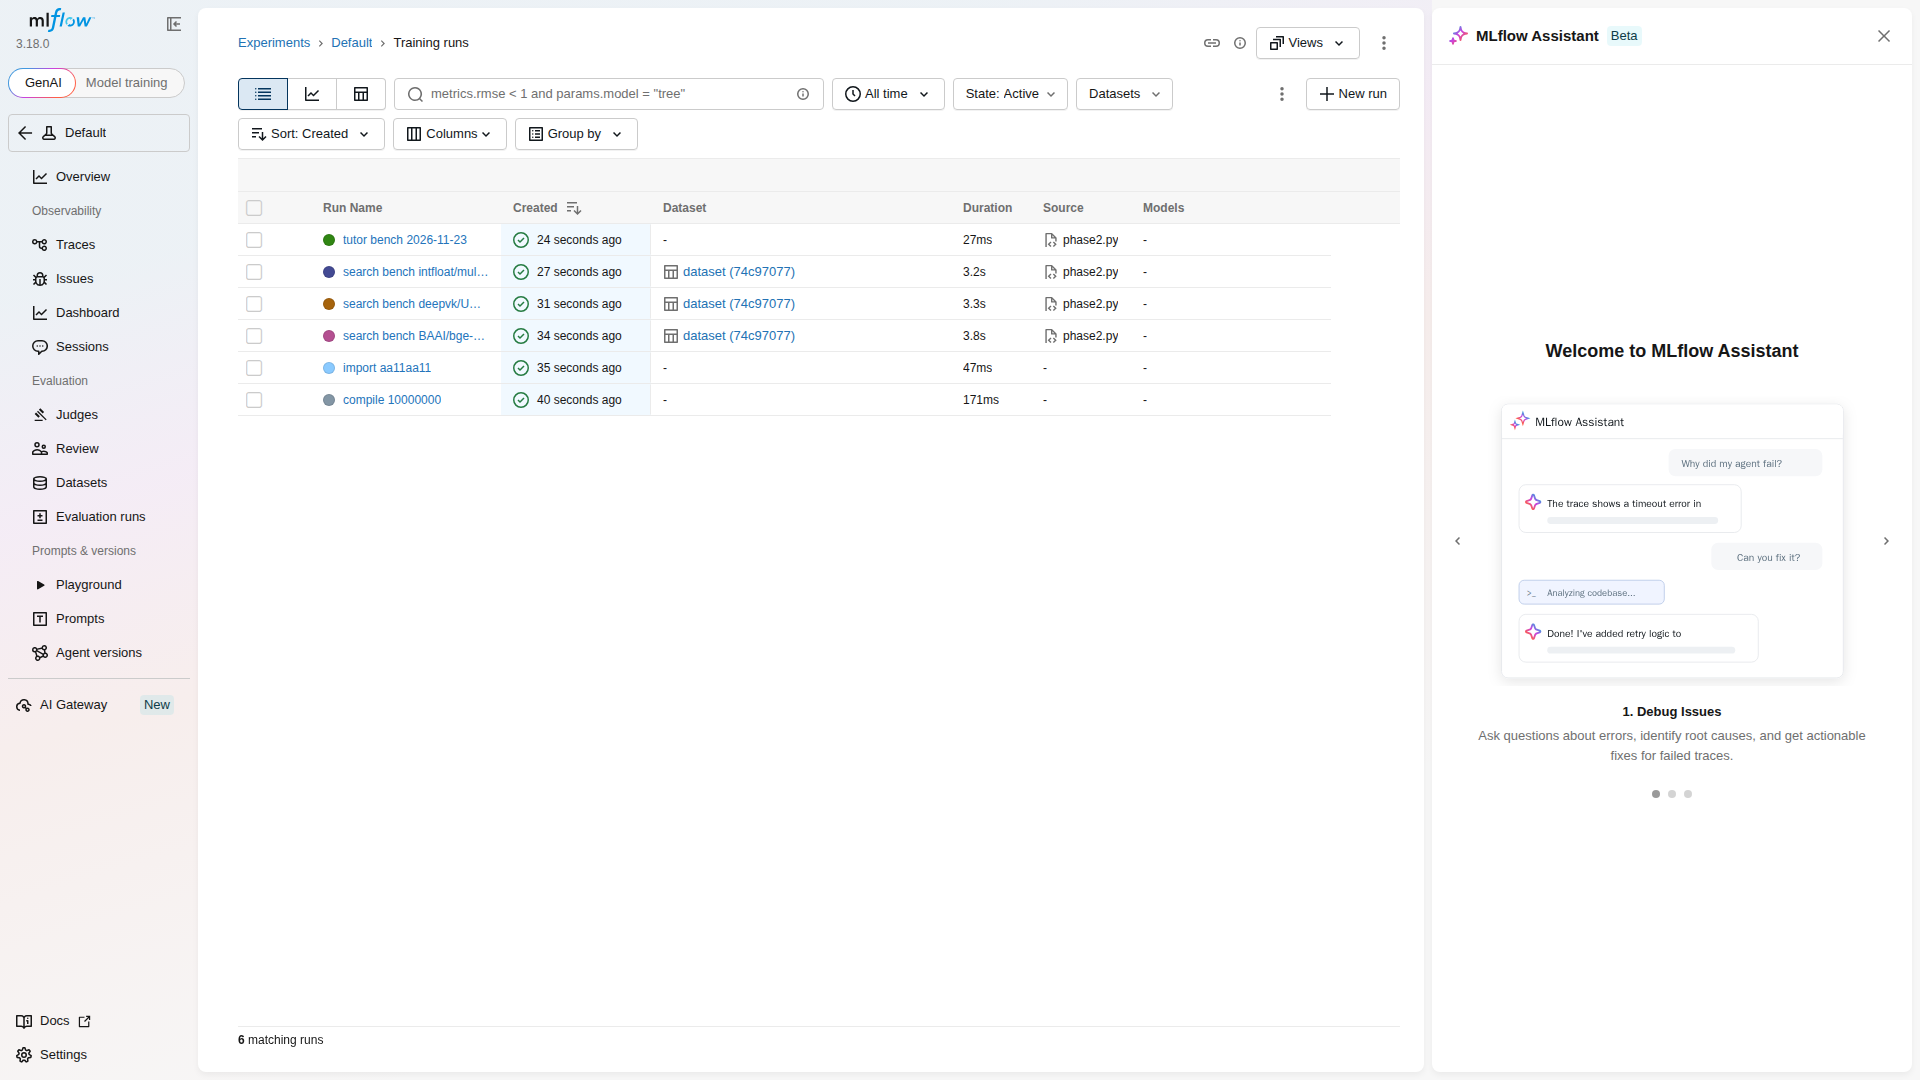 mlflow
3.18.0
GenAI
Model training
Default
Overview
Observability
Traces
Issues
Dashboard
Sessions
Evaluation
Judges
Review
Datasets
Evaluation runs
Prompts & versions
Playground
Prompts
Agent versions
AI Gateway New
Docs
Settings
Experiments > Default > Training runs
Views
metrics.rmse < 1 and params.model = "tree"
All time
State: Active
Datasets
New run
Sort: Created
Columns
Group by
Run Name Created Dataset Duration Source Models
tutor bench 2026-11-23 24 seconds ago - 27ms phase2.py -
search bench intfloat/mul... 27 seconds ago dataset (74c97077) 3.2s phase2.py -
search bench deepvk/U... 31 seconds ago dataset (74c97077) 3.3s phase2.py -
search bench BAAI/bge-... 34 seconds ago dataset (74c97077) 3.8s phase2.py -
import aa11aa11 35 seconds ago - 47ms - -
compile 10000000 40 seconds ago - 171ms - -
6 matching runs
MLflow Assistant Beta
Welcome to MLflow Assistant
MLflow Assistant
Why did my agent fail?
The trace shows a timeout error in
Can you fix it?
>_ Analyzing codebase...
Done! I've added retry logic to
1. Debug Issues
Ask questions about errors, identify root causes, and get actionable
fixes for failed traces.